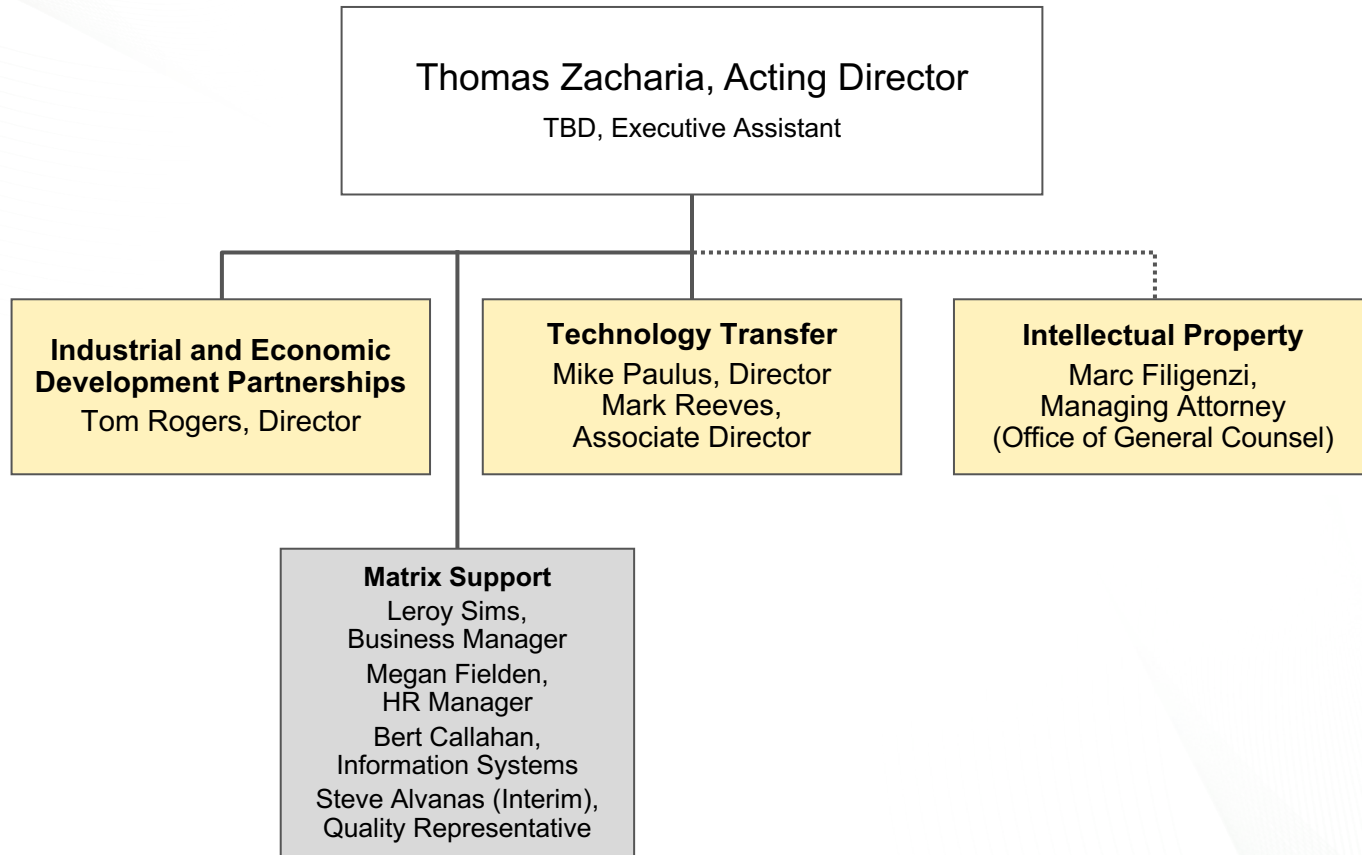 Thomas Zacharia, Acting Director
TBD, Executive Assistant
Industrial and Economic
Development Partnerships
Tom Rogers, Director
Technology Transfer
Mike Paulus, Director
Mark Reeves,
Associate Director
Intellectual Property
Marc Filigenzi,
Managing Attorney
(Office of General Counsel)
Matrix Support
Leroy Sims,
Business Manager
Megan Fielden,
HR Manager
Bert Callahan,
Information Systems
Steve Alvanas (Interim),
Quality Representative